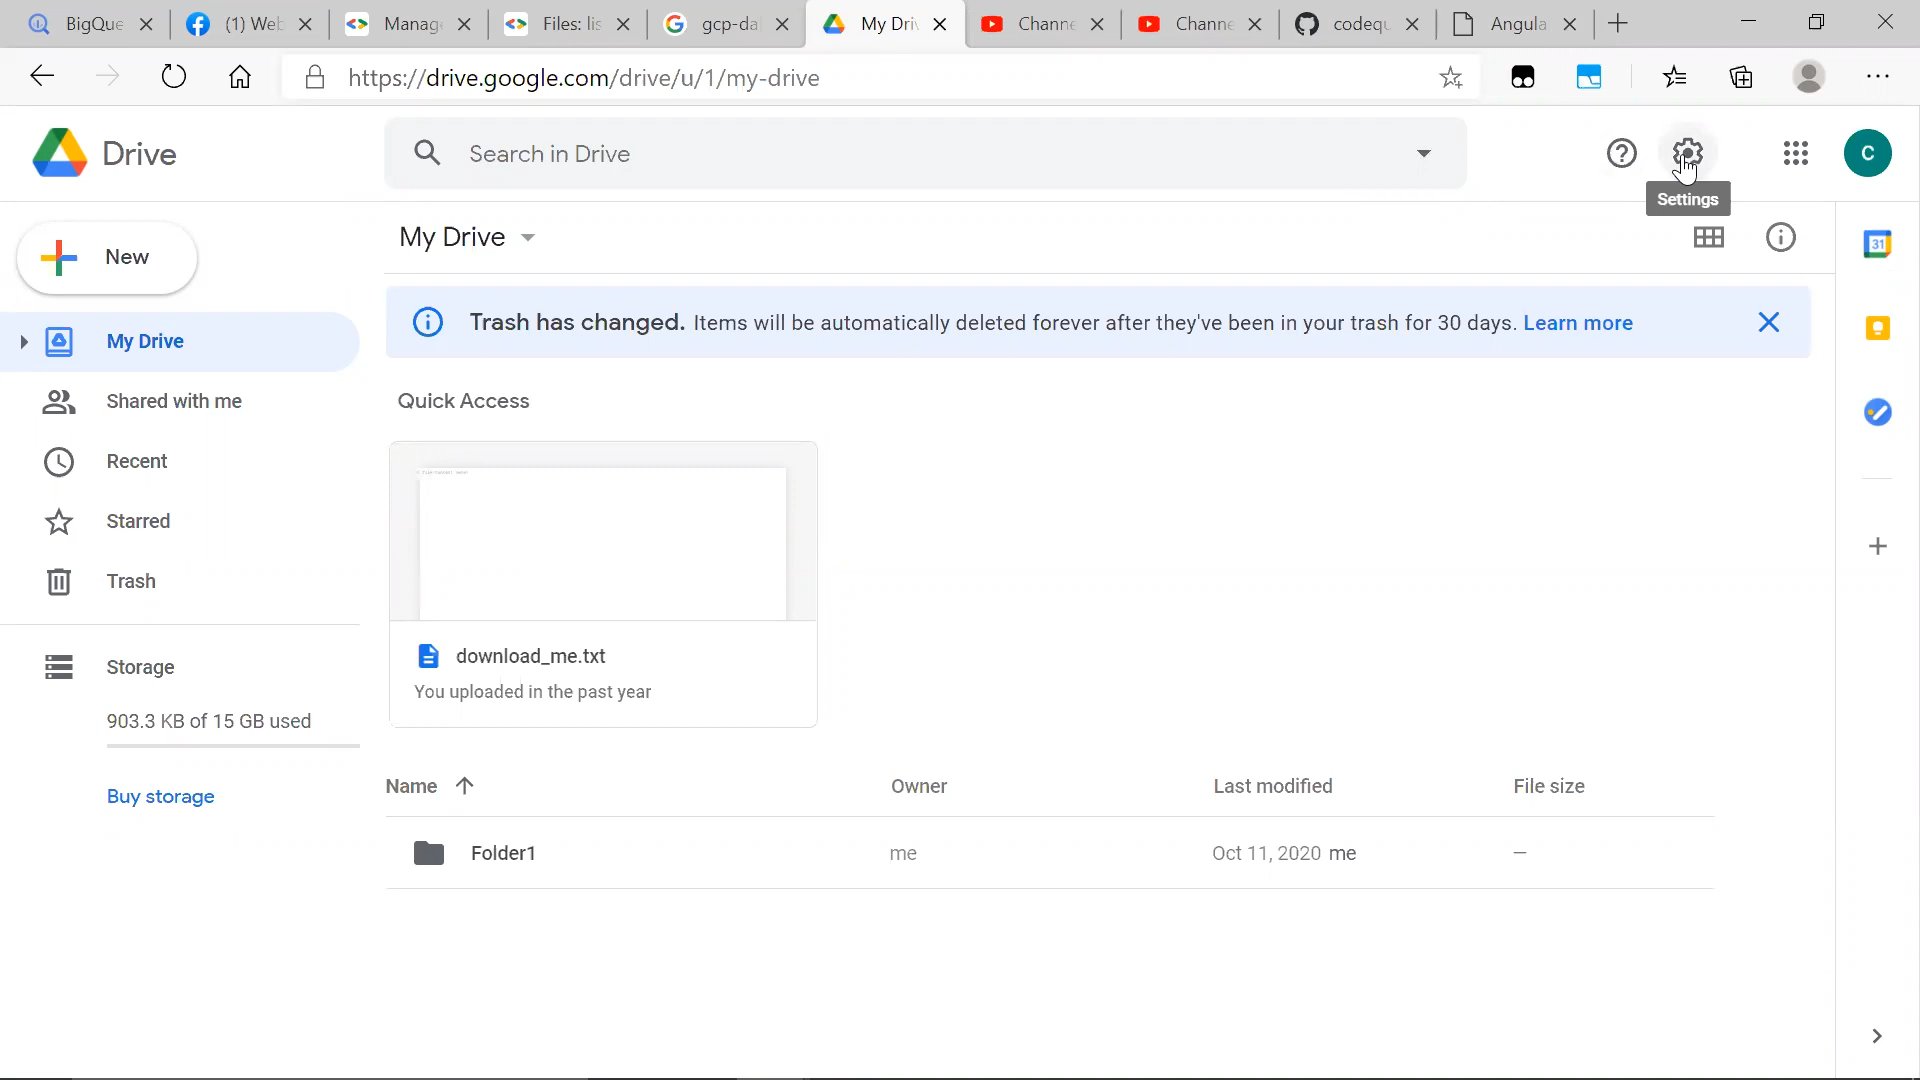 BigQue
(1) Web
Manag
Files: lis
gcp-da
My Driv
Channe
Channe
codequ
Angula
https://drive.google.com/drive/u/1/my-drive
Drive
Search in Drive
C
Settings
New
My Drive
31
Trash has changed. Items will be automatically deleted forever after they've been in your trash for 30 days. Learn more
My Drive
Shared with me
Recent
Starred
Trash
Storage
903.3 KB of 15 GB used
Buy storage
Quick Access
download_me.txt
You uploaded in the past year
Name Owner Last modified File size
Folder1 me Oct 11, 2020 me –